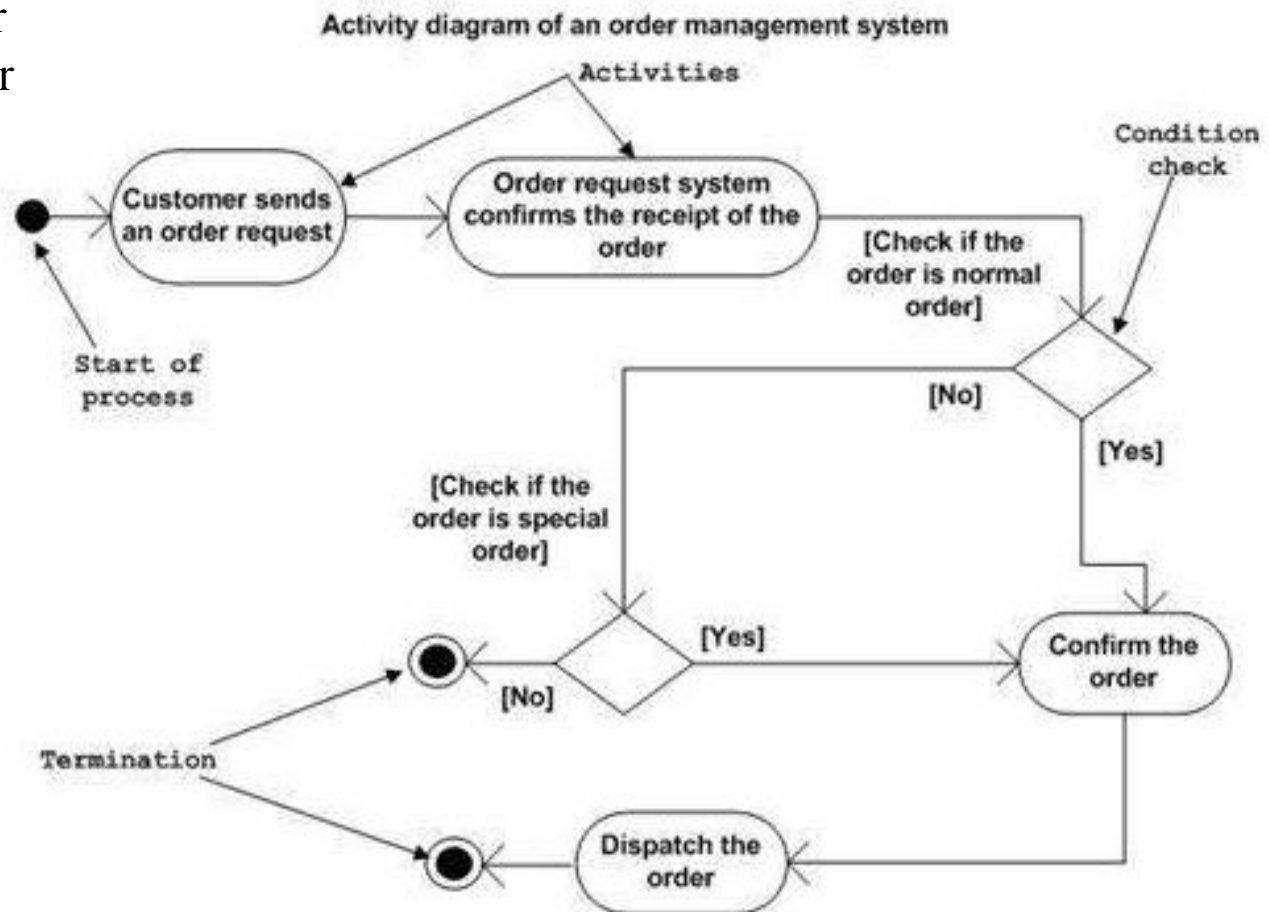 r
r
Activity diagram of an order management system
Activities
Condition
check
Customer sends
an order request
Order request system
confirms the receipt of the
order
[Check if the
order is normal
order]
Start of
process
[No]
[Yes]
[Check if the
order is special
order]
[Yes]
[No]
Confirm the
order
Termination
Dispatch the
order